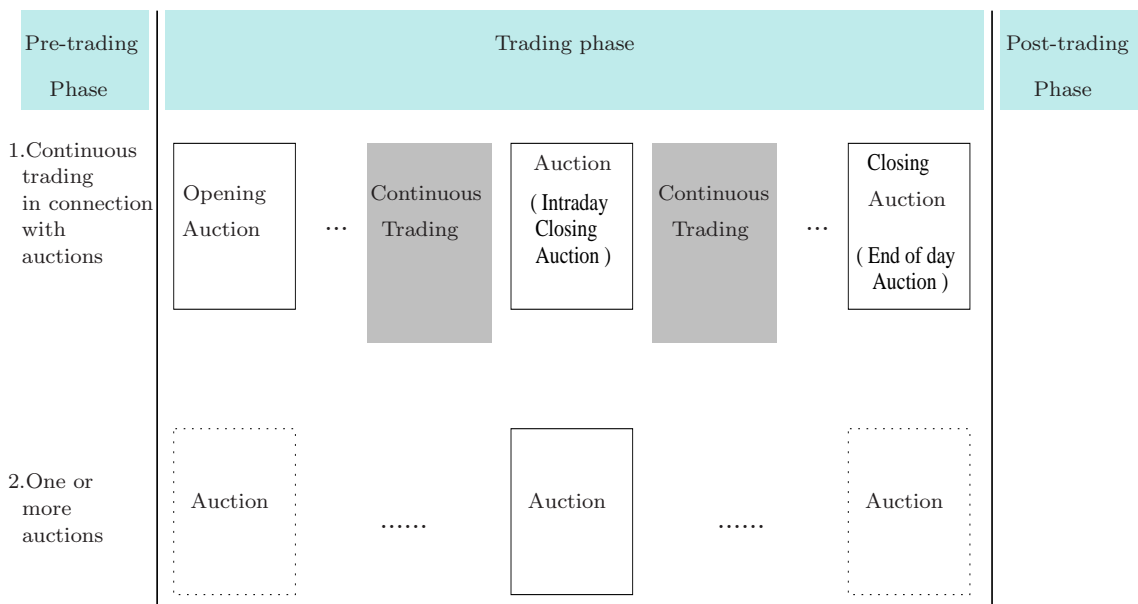 Pre-trading
Phase
Trading phase
Post-trading
Phase
1.Continuous
trading
in connection
with
auctions
Opening
Auction
...
Continuous
Trading
Auction
( Intraday
Closing
Auction )
Continuous
Trading
...
Closing
Auction
( End of day
Auction )
2.One or
more
auctions
Auction
......
Auction
......
Auction